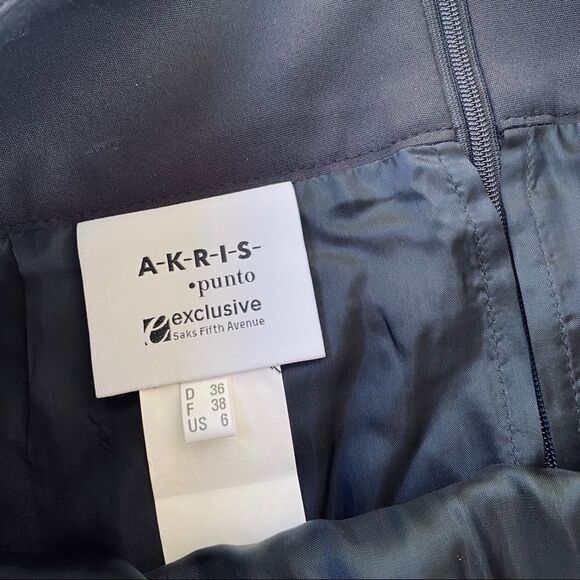 A-K-R-I-S-
•punto
e exclusive
Saks Fifth Avenue
D 36
F 38
US 6